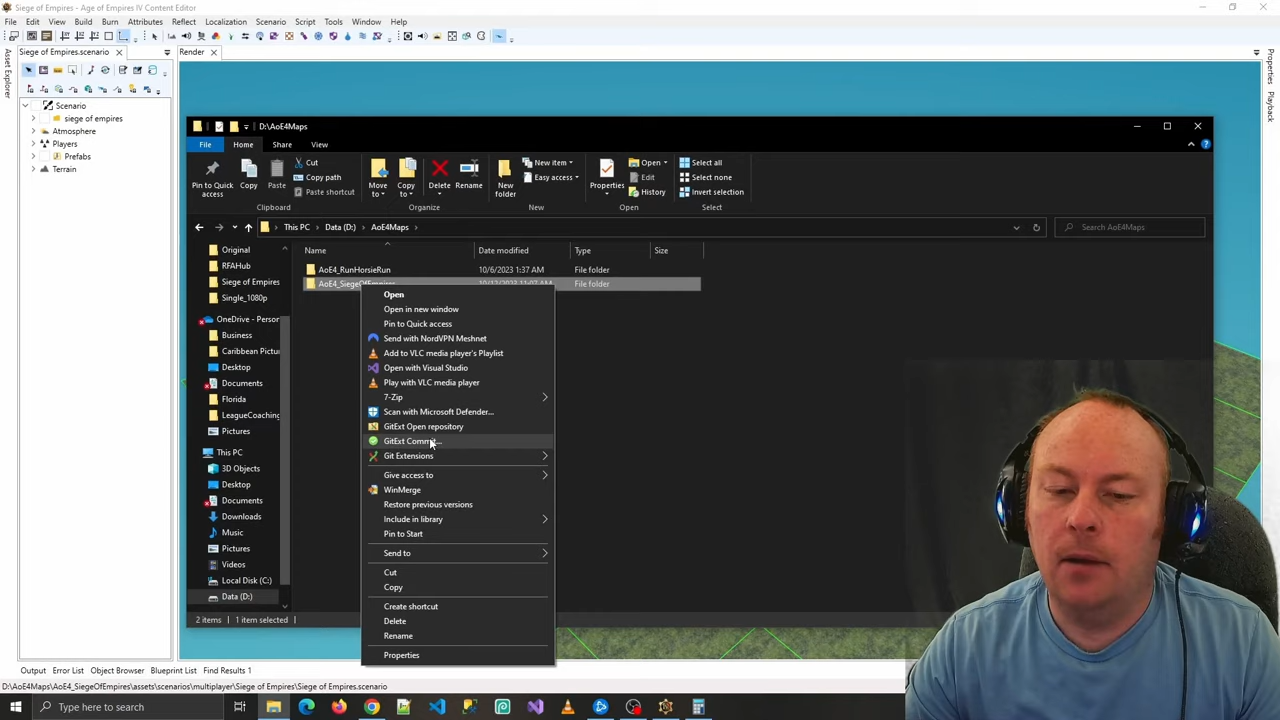 Siege of Empires - Age of Empires IV Content Editor
File Edit View Build Burn Attributes Reflect Localization Scenario Script Tools Window Help
Siege of Empires.scenario
Render
Asset Explorer
Properties
Playback
Scenario
siege of empires
Atmosphere
Players
Prefabs
Terrain
D:\AoE4Maps
File Home Share View
Pin to Quick access
Copy
Paste
Cut
Copy path
Paste shortcut
Clipboard
Move to
Copy to
Delete
Rename
Organize
New folder
New item
Easy access
New
Properties
Open
Edit
History
Open
Select all
Select none
Invert selection
Select
This PC
Data (D:)
AoE4Maps
Search AoE4Maps
Name Date modified Type Size
AoE4_RunHorsieRun 10/6/2023 1:37 AM File folder
AoE4_SiegeOfEmpires File folder
Original
RFAHub
Siege of Empires
Single_1080p
OneDrive - Person
Business
Caribbean Pictu
Desktop
Documents
Florida
LeagueCoaching
Pictures
This PC
3D Objects
Desktop
Documents
Downloads
Music
Pictures
Videos
Local Disk (C:)
Data (D:)
Open
Open in new window
Pin to Quick access
Send with NordVPN Meshnet
Add to VLC media player's Playlist
Open with Visual Studio
Play with VLC media player
7-Zip
Scan with Microsoft Defender...
GitExt Open repository
GitExt Commit...
Git Extensions
Give access to
WinMerge
Restore previous versions
Include in library
Pin to Start
Send to
Cut
Copy
Create shortcut
Delete
Rename
Properties
2 items 1 item selected
Output Error List Object Browser Blueprint List Find Results 1
D:\AoE4Maps\AoE4_SiegeOfEmpires\assets\scenarios\multiplayer\Siege of Empires\Siege of Empires.scenario
Type here to search